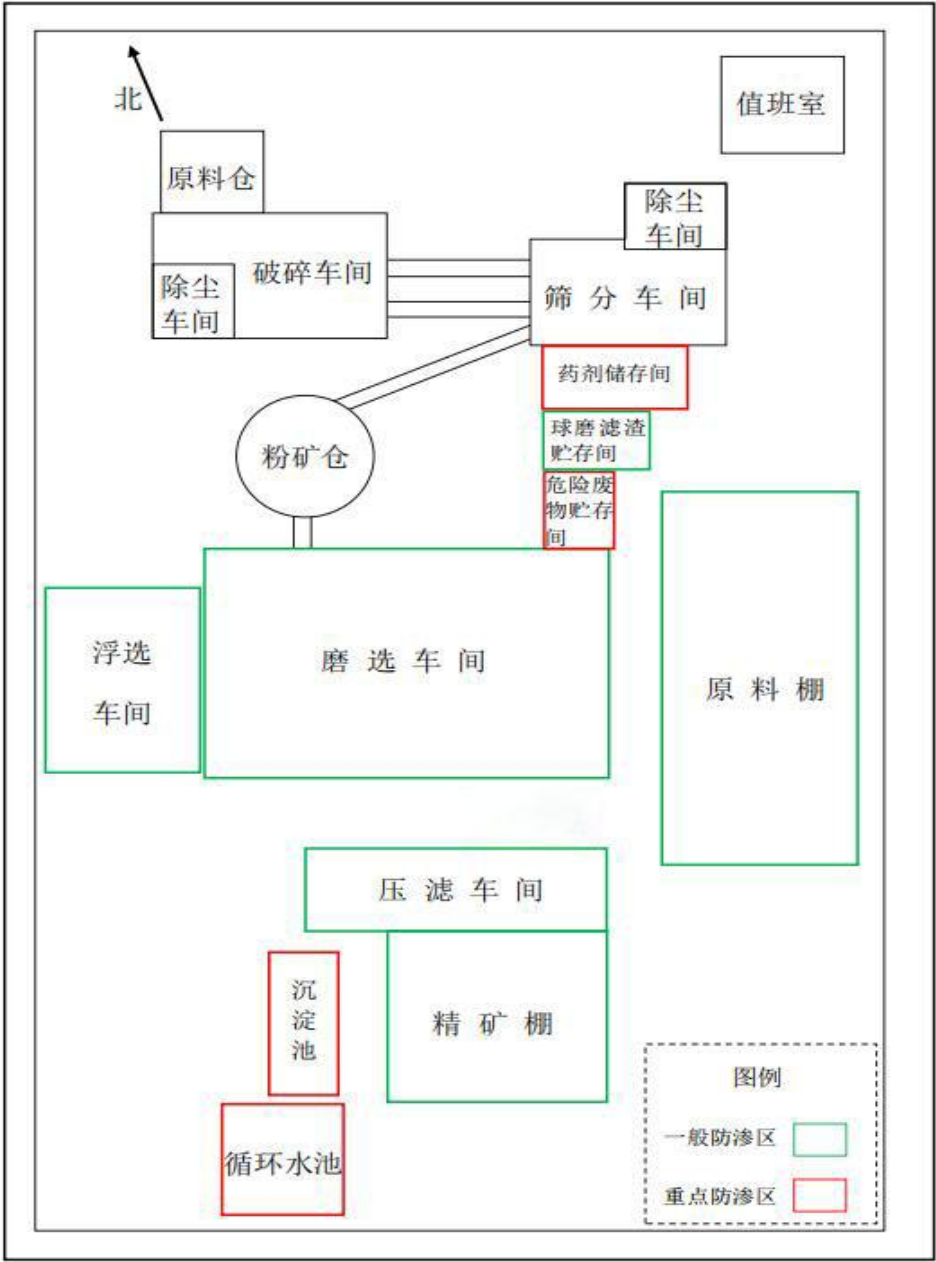 北
值班室
原料仓
除尘
车间
破碎车间
除尘
车间
筛分车间
药剂储存间
球磨滤渣
贮存间
粉矿仓
危险废
物贮存
间
浮选
车间
磨选车间
原料棚
压滤车间
沉
淀
池
精矿棚
循环水池
图例
一般防渗区
重点防渗区